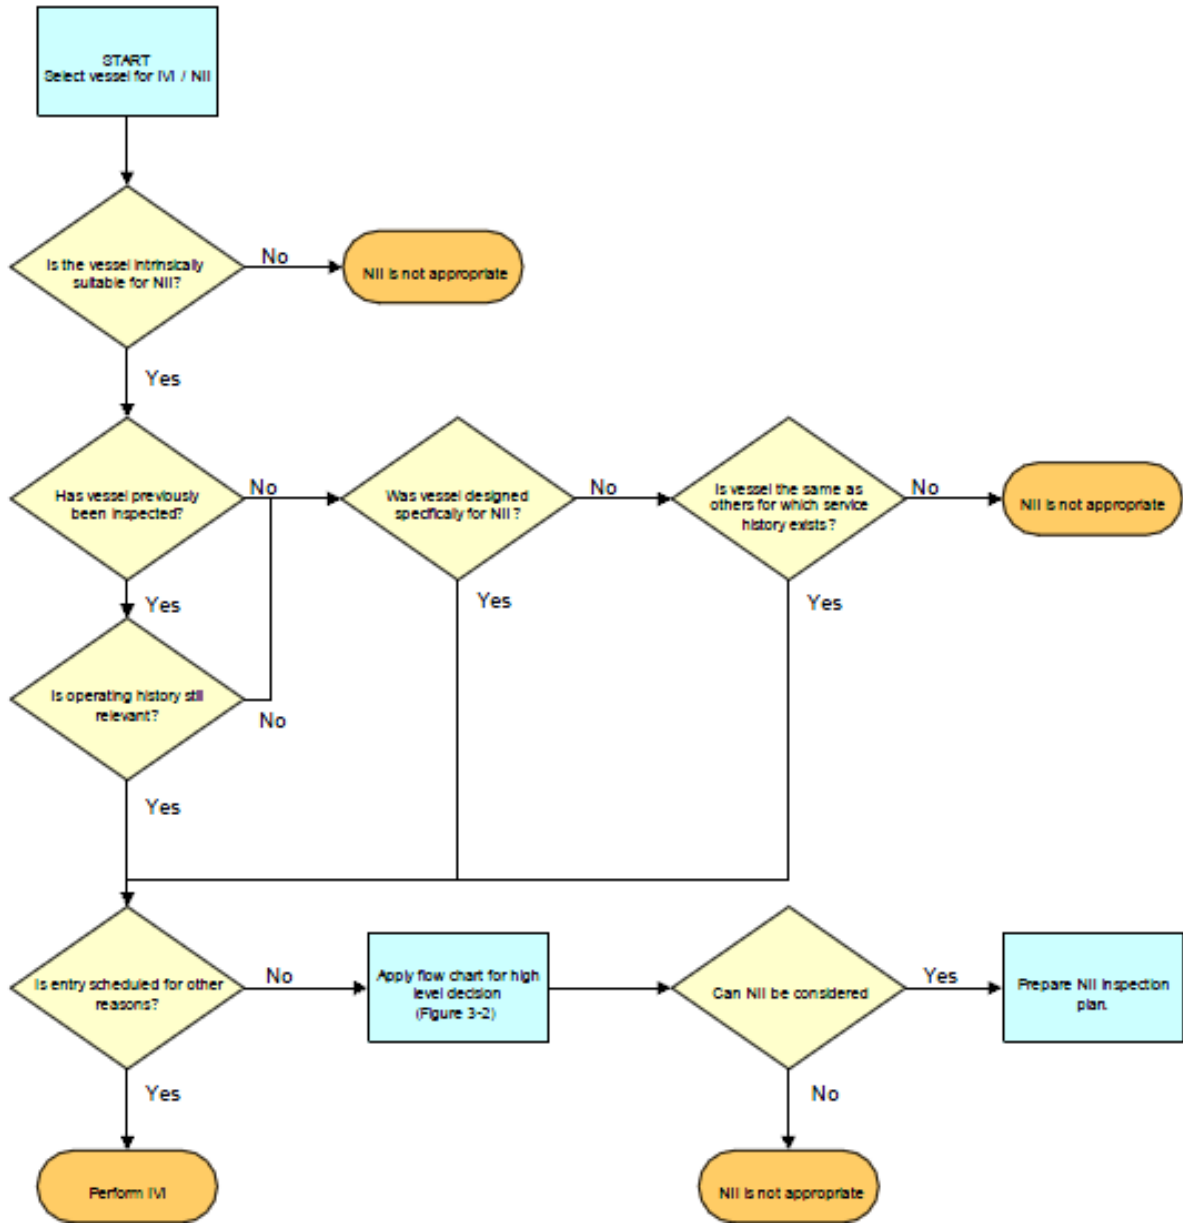 START
Select vessel for IVI / NII
Is the vessel intrinsically
suitable for NII?
No
NII is not appropriate
Yes
Has vessel previously
been inspected?
No
Was vessel designed
specifically for NII?
No
Is vessel the same as
others for which service
history exists?
No
NII is not appropriate
Yes
Yes
Yes
Is operating history still
relevant?
No
Yes
Is entry scheduled for other
reasons?
No
Apply flow chart for high
level decision
(Figure 3-2)
Can NII be considered
Yes
Prepare NII inspection
plan.
Yes
No
Perform IVI
NII is not appropriate